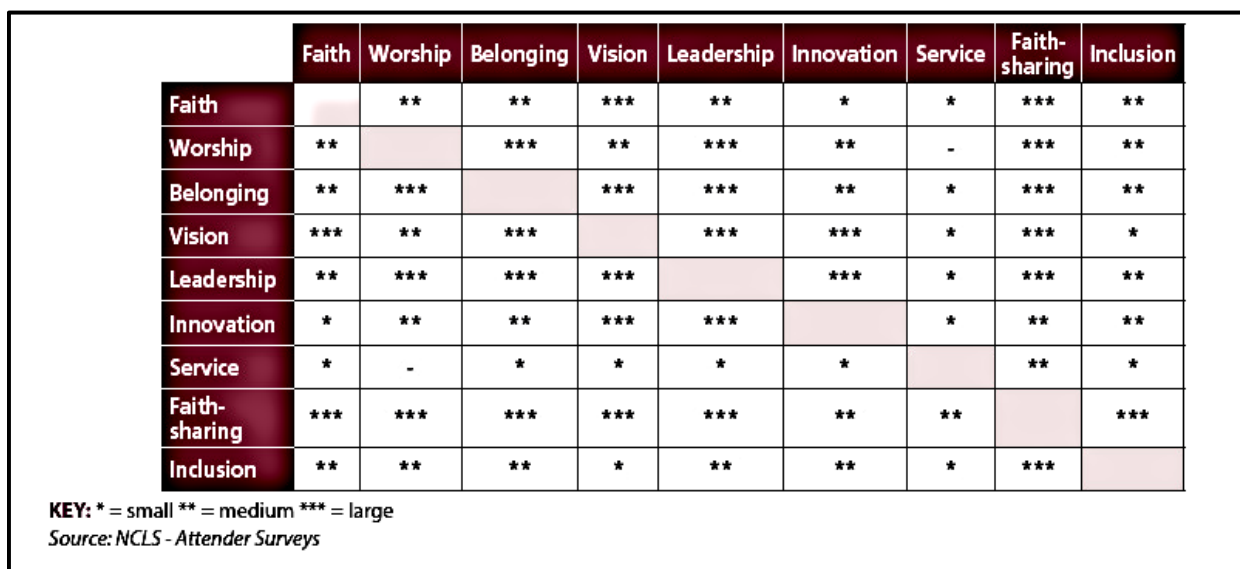 Faith Worship Belonging Vision Leadership Innovation Service Faith-sharing Inclusion
Faith ** ** *** ** * * *** **
Worship ** *** ** *** ** - *** **
Belonging ** *** *** *** ** * *** **
Vision *** ** *** *** *** * *** *
Leadership ** *** *** *** *** * *** **
Innovation * ** ** *** *** * ** **
Service * - * * * * ** *
Faith-sharing *** *** *** *** *** ** ** ***
Inclusion ** ** ** * ** ** * ***
KEY: * = small ** = medium *** = large
Source: NCLS - Attender Surveys